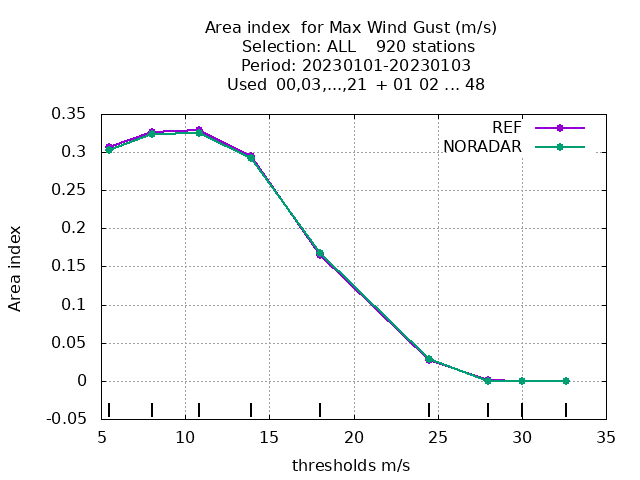 Area index  for Max Wind Gust (m/s)
Selection: ALL    920 stations
Period: 20230101-20230103
Used  00,03,...,21  + 01 02 ... 48
REF
NORADAR
Area index
0.35
0.3
0.25
0.2
0.15
0.1
0.05
0
-0.05
5 10 15 20 25 30 35
thresholds m/s